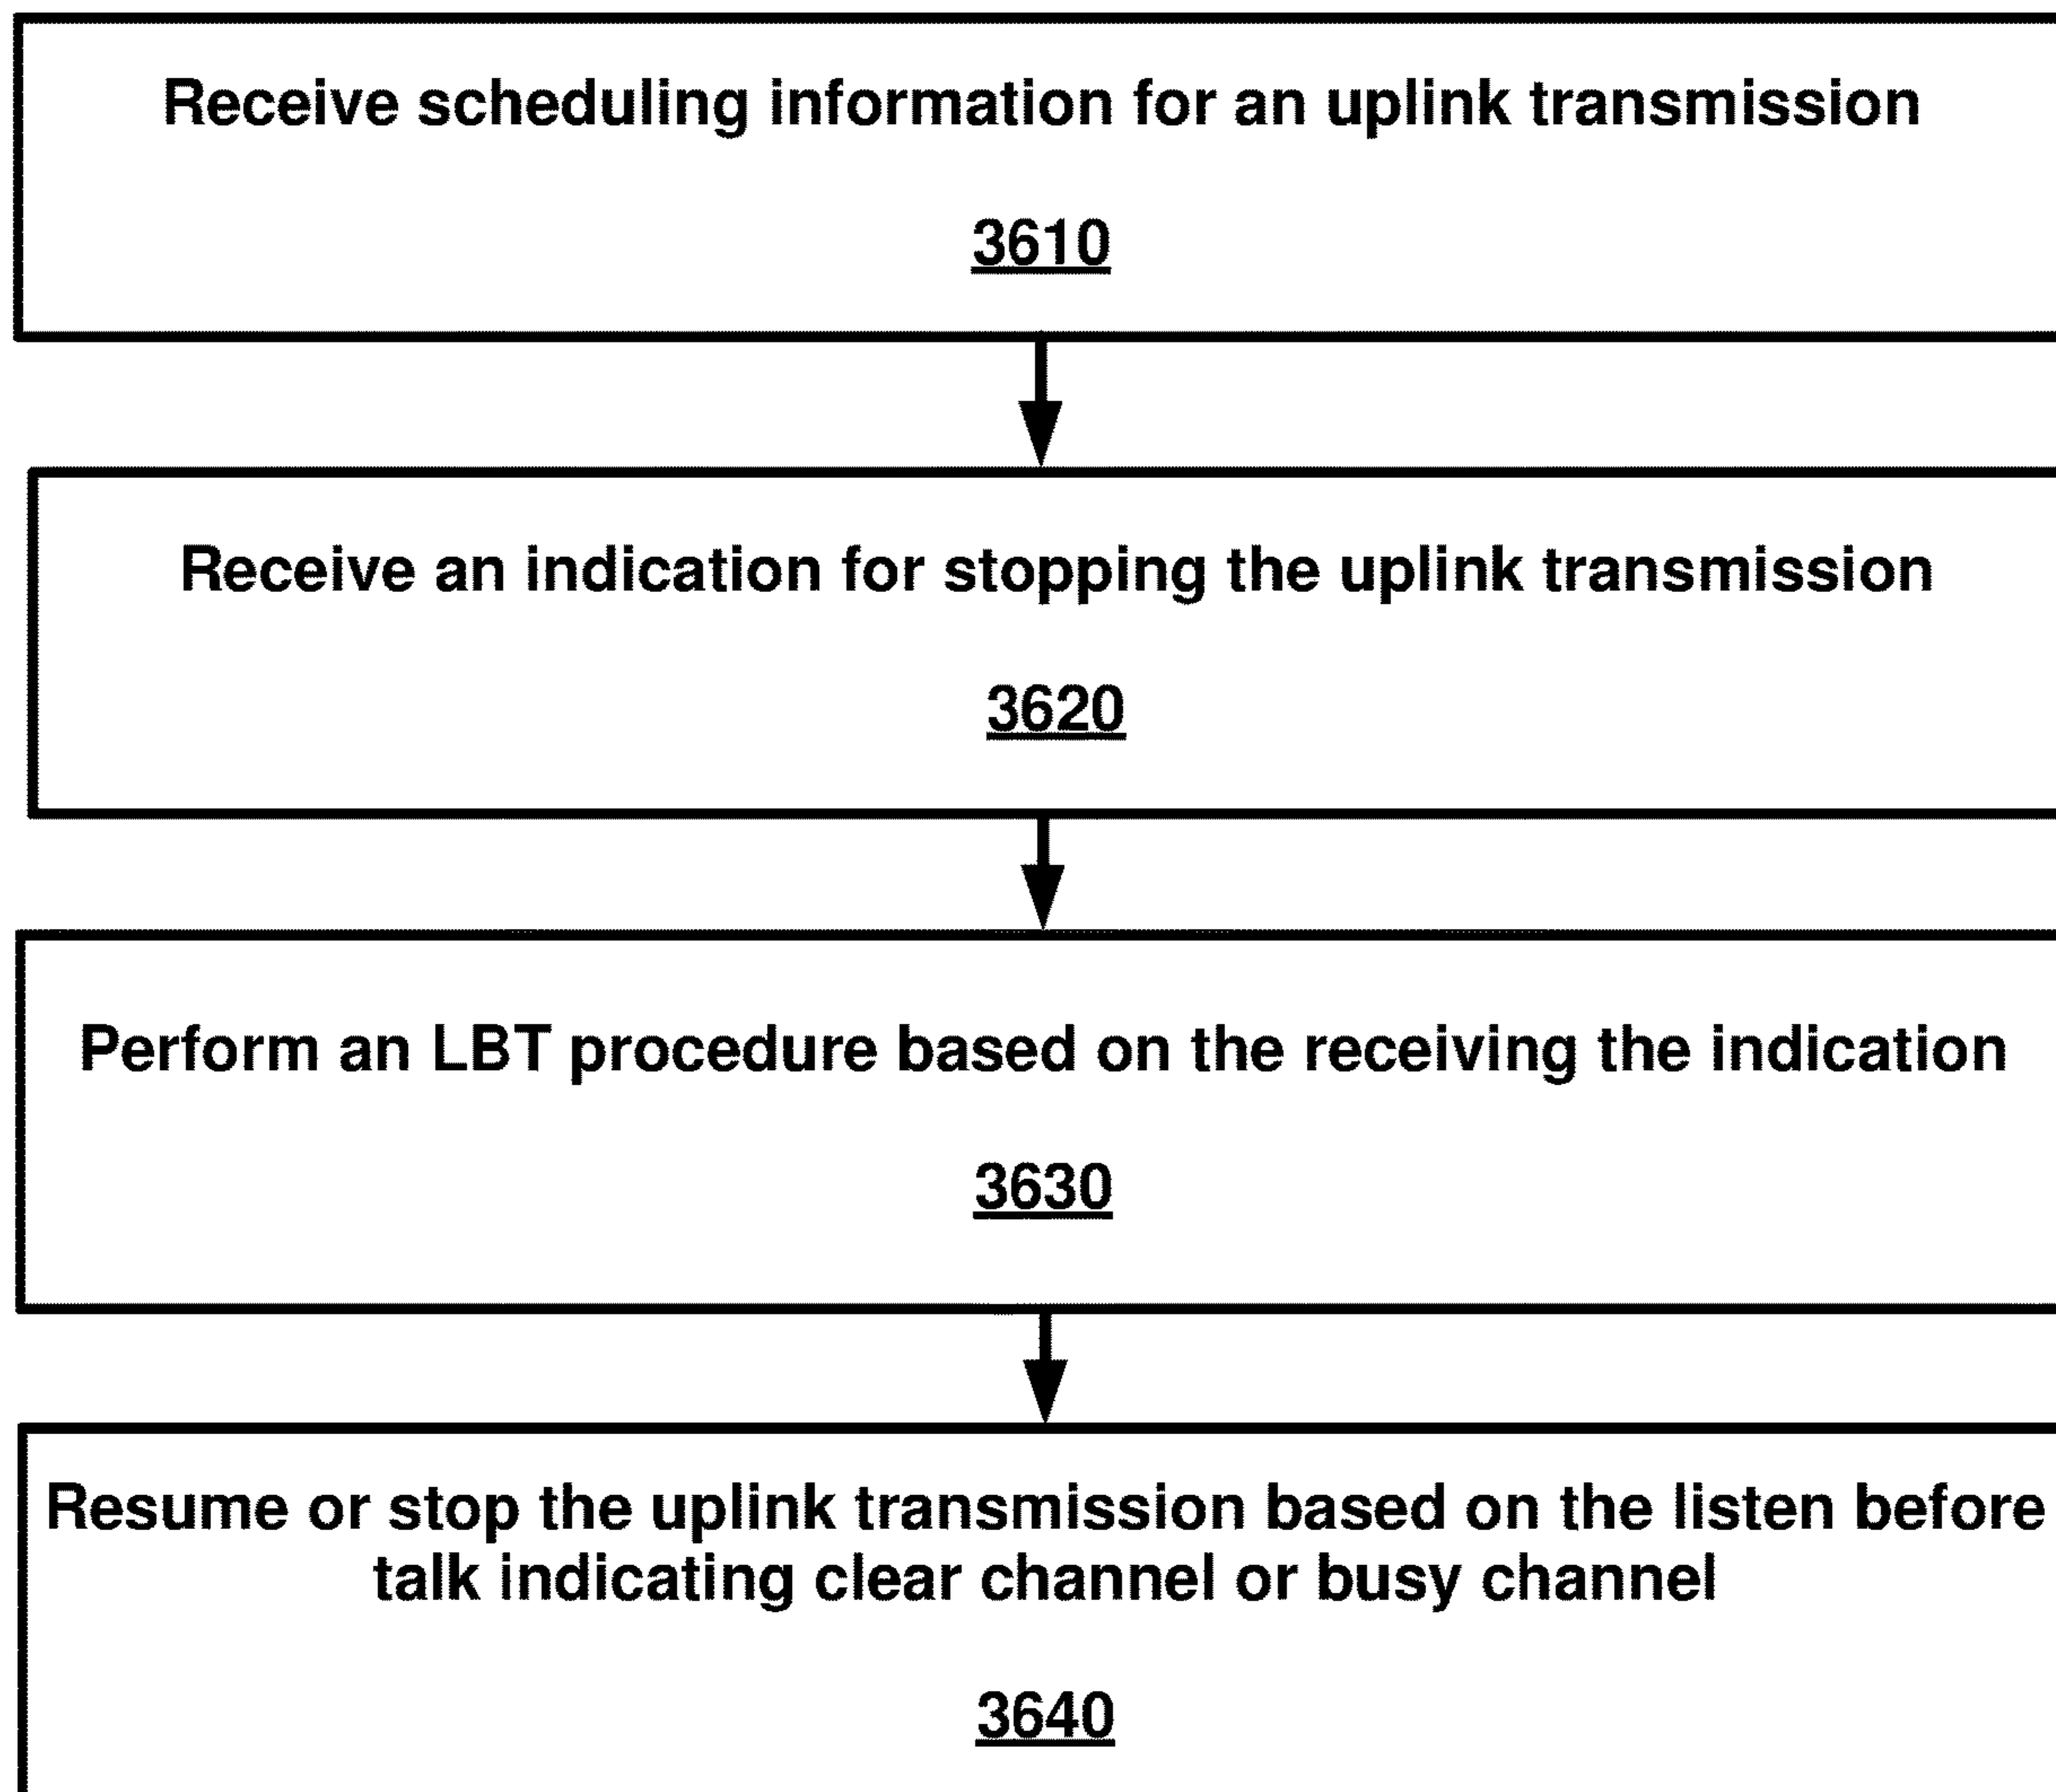 Receive scheduling information for an uplink transmission
3610
Receive an indication for stopping the uplink transmission
3620
Perform an LBT procedure based on the receiving the indication
3630
Resume or stop the uplink transmission based on the listen before
talk indicating clear channel or busy channel
3640